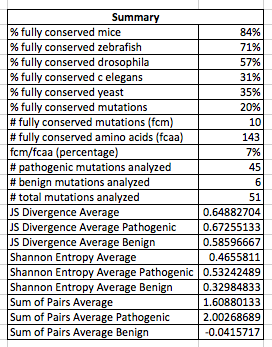 Summary
% fully conserved mice 84%
% fully conserved zebrafish 71%
% fully conserved drosophila 57%
% fully conserved c elegans 31%
% fully conserved yeast 35%
% fully conserved mutations 20%
# fully conserved mutations (fcm) 10
# fully conserved amino acids (fcaa) 143
fcm/fcaa (percentage) 7%
# pathogenic mutations analyzed 45
# benign mutations analyzed 6
# total mutations analyzed 51
JS Divergence Average 0.64882704
JS Divergence Average Pathogenic 0.67255133
JS Divergence Average Benign 0.58596667
Shannon Entropy Average 0.4655811
Shannon Entropy Average Pathogenic 0.53242489
Shannon Entropy Average Benign 0.32984833
Sum of Pairs Average 1.60880133
Sum of Pairs Average Pathogenic 2.00268689
Sum of Pairs Average Benign -0.0415717